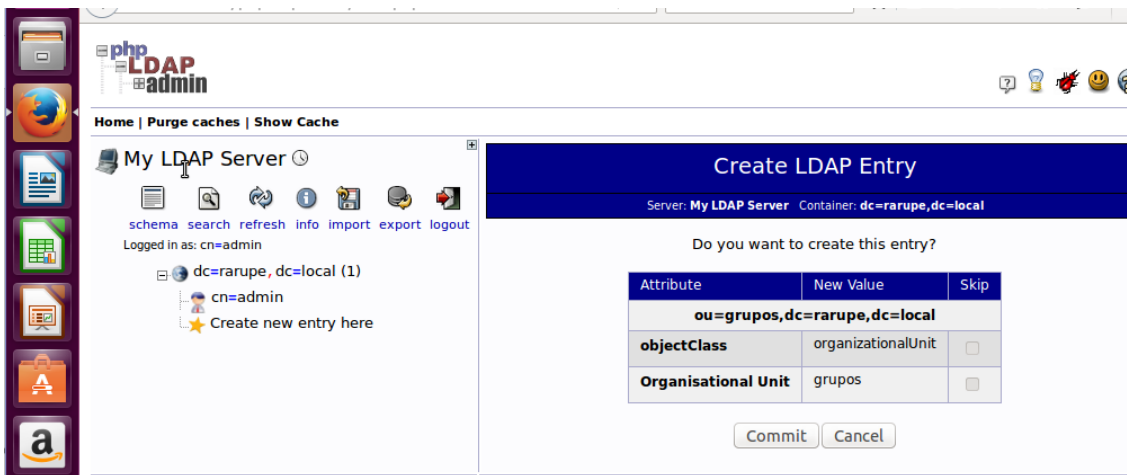 php
LDAP
admin
Home | Purge caches | Show Cache
My LDAP Server
schema search refresh info import export logout
Logged in as: cn=admin
dc=rarupe, dc=local (1)
cn=admin
Create new entry here
Create LDAP Entry
Server: My LDAP Server Container: dc=rarupe,dc=local
Do you want to create this entry?
Attribute New Value Skip
ou=grupos,dc=rarupe,dc=local
objectClass organizationalUnit
Organisational Unit grupos
Commit Cancel